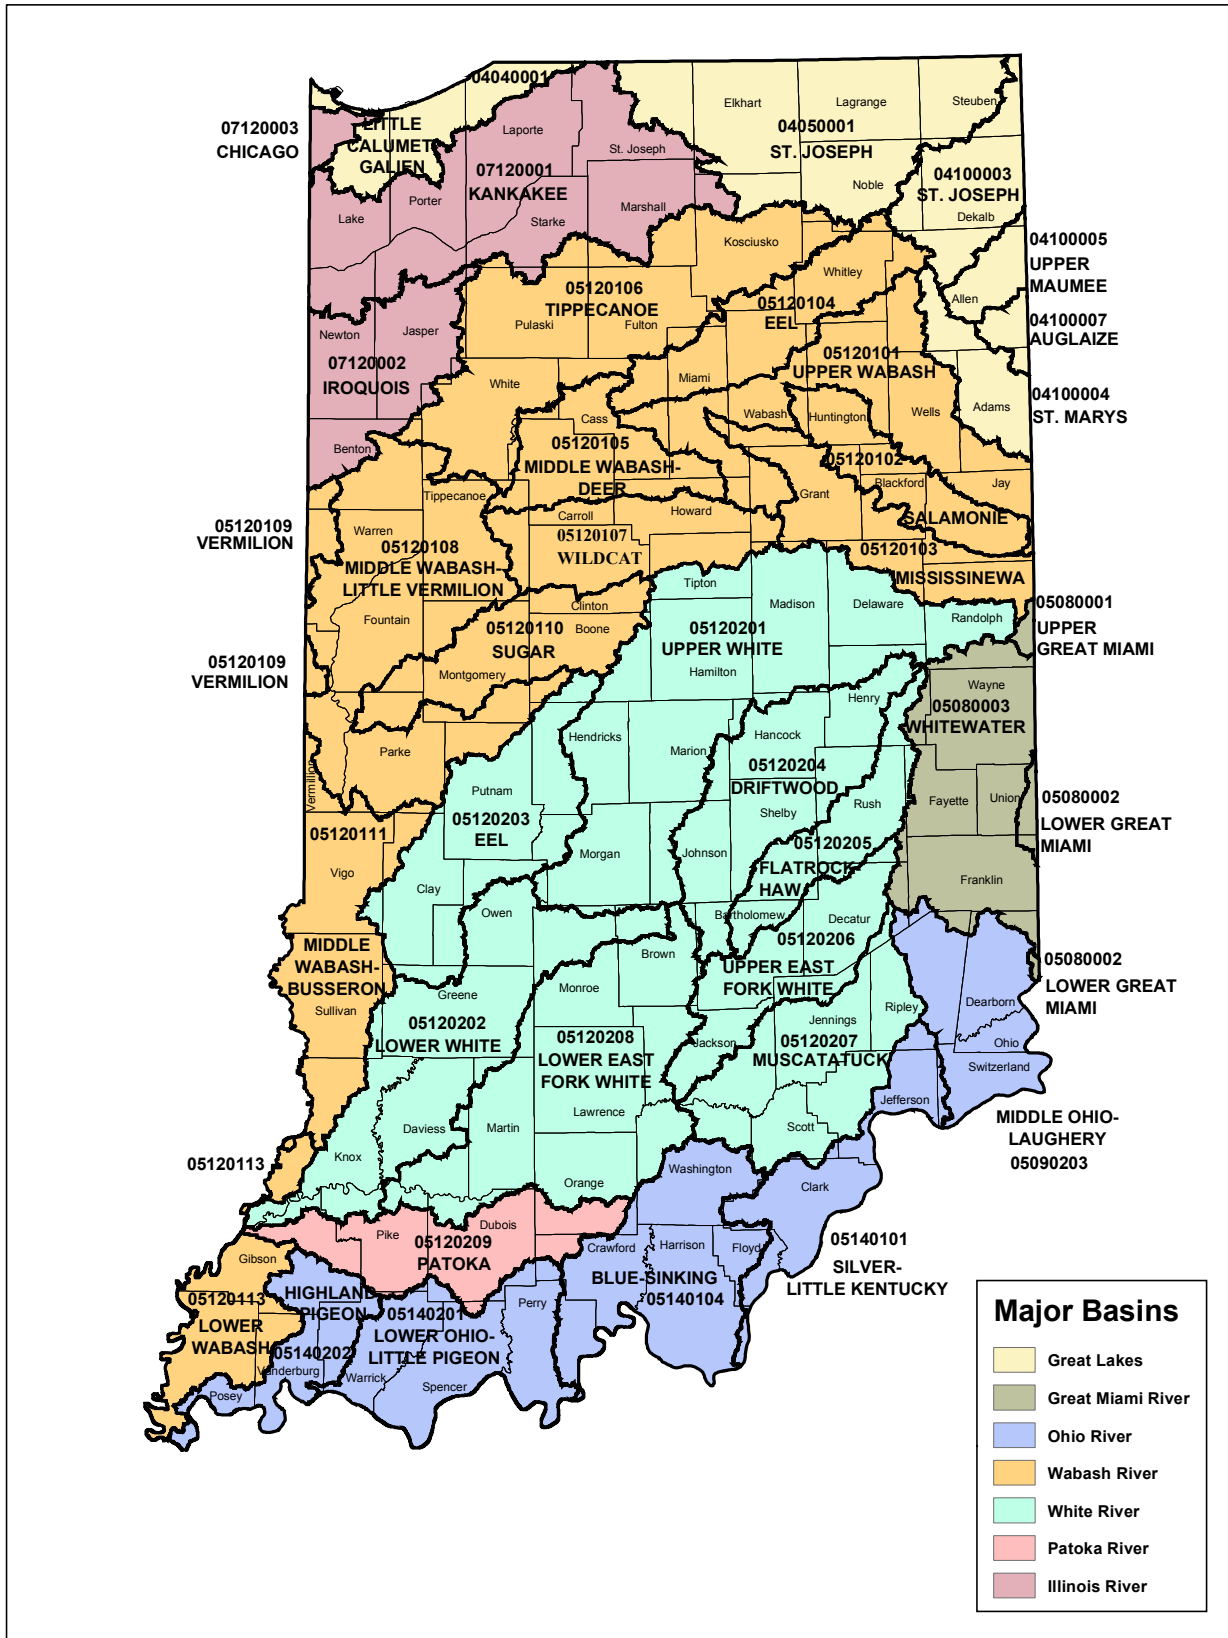 04040001
Elkhart
Lagrange
Steuben
07120003
CHICAGO
LITTLE
CALUMET-
GALIEN
Laporte
St. Joseph
04050001
ST. JOSEPH
07120001
KANKAKEE
Noble
04100003
ST. JOSEPH
Dekalb
Lake
Porter
Starke
Marshall
Kosciusko
Whitley
04100005
UPPER
MAUMEE
Allen
04100007
AUGLAIZE
05120106
TIPPECANOE
Pulaski
Fulton
05120104
EEL
Newton
Jasper
07120002
IROQUOIS
05120101
UPPER WABASH
White
Miami
Cass
Wabash
Huntington
Wells
Adams
04100004
ST. MARYS
Benton
05120105
MIDDLE WABASH-
DEER
05120102
Blackford
Jay
Tippecanoe
Grant
Carroll
Howard
SALAMONIE
05120109
VERMILION
Warren
05120108
MIDDLE WABASH-
LITTLE VERMILION
05120107
WILDCAT
05120103
MISSISSINEWA
Tipton
Madison
Delaware
Randolph
05080001
UPPER
GREAT MIAMI
Fountain
Clinton
Boone
05120110
SUGAR
Montgomery
05120201
UPPER WHITE
Hamilton
05120109
VERMILION
Henry
Wayne
05080003
WHITEWATER
Parke
Vermillion
Hendricks
Marion
Hancock
05120204
DRIFTWOOD
Shelby
Rush
Fayette
Union
05080002
LOWER GREAT
MIAMI
Putnam
05120203
EEL
05120111
Vigo
Morgan
Johnson
05120205
FLATROCK-
HAW
Franklin
Clay
Owen
Bartholomew
Decatur
05120206
UPPER EAST
FORK WHITE
MIDDLE
WABASH-
BUSSERON
Sullivan
Brown
Monroe
Greene
05120202
LOWER WHITE
05120208
LOWER EAST
FORK WHITE
Jackson
Jennings
05120207
MUSCATATUCK
Ripley
Dearborn
05080002
LOWER GREAT
MIAMI
Ohio
Switzerland
Jefferson
MIDDLE OHIO-
LAUGHERY
05090203
Lawrence
Daviess
Martin
Scott
Knox
05120113
Orange
Washington
Clark
Pike
Dubois
05120209
PATOKA
Crawford
Harrison
Floyd
05140101
SILVER-
LITTLE KENTUCKY
BLUE-SINKING
05140104
Gibson
05120113
LOWER
WABASH
HIGHLAND-
PIGEON
05140202
05140201
LOWER OHIO-
LITTLE PIGEON
Perry
Vanderburg
Warrick
Spencer
Posey
Major Basins
Great Lakes
Great Miami River
Ohio River
Wabash River
White River
Patoka River
Illinois River